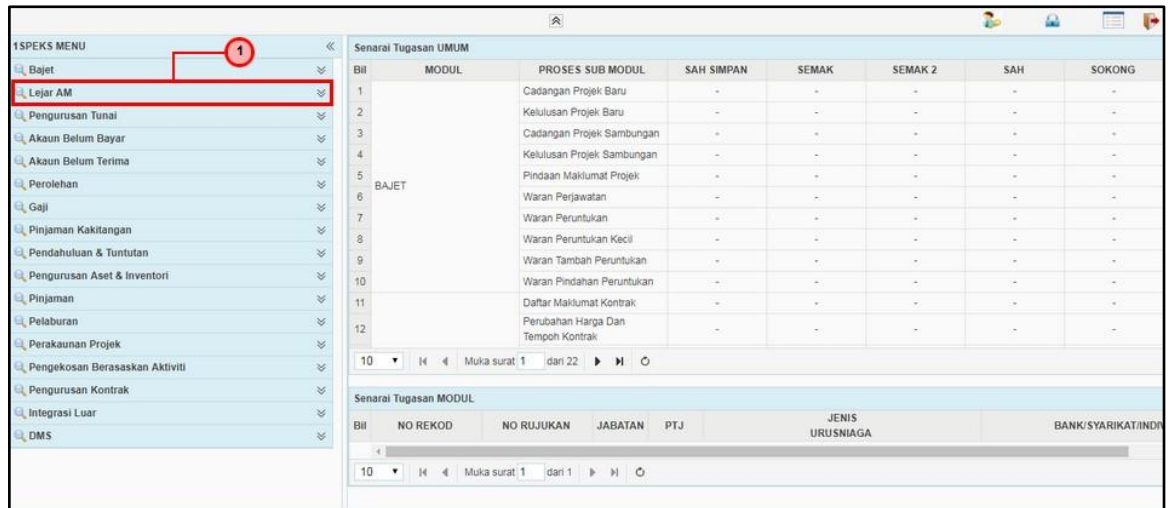 1SPEKS MENU
1
Bajet
Lejar AM
Pengurusan Tunai
Akaun Belum Bayar
Akaun Belum Terima
Perolehan
Gaji
Pinjaman Kakitangan
Pendahuluan & Tuntutan
Pengurusan Aset & Inventori
Pinjaman
Pelaburan
Perakaunan Projek
Pengekosan Berasaskan Aktiviti
Pengurusan Kontrak
Integrasi Luar
DMS
Senarai Tugasan UMUM
Bil MODUL PROSES SUB MODUL SAH SIMPAN SEMAK SEMAK 2 SAH SOKONG
1 Cadangan Projek Baru - - - - -
2 Kelulusan Projek Baru - - - - -
3 Cadangan Projek Sambungan - - - - -
4 Kelulusan Projek Sambungan - - - - -
5 Pindaan Maklumat Projek - - - - -
BAJET
6 Waran Perjawatan - - - - -
7 Waran Peruntukan - - - - -
8 Waran Peruntukan Kecil - - - - -
9 Waran Tambah Peruntukan - - - - -
10 Waran Pindahan Peruntukan - - - - -
11 Daftar Maklumat Kontrak - - - - -
12 Perubahan Harga Dan - - - - -
Tempoh Kontrak
10 Muka surat 1 dari 22
Senarai Tugasan MODUL
Bil NO REKOD NO RUJUKAN JABATAN PTJ JENIS BANK/SYARIKAT/INDIV
URUSNIAGA
10 Muka surat 1 dari 1